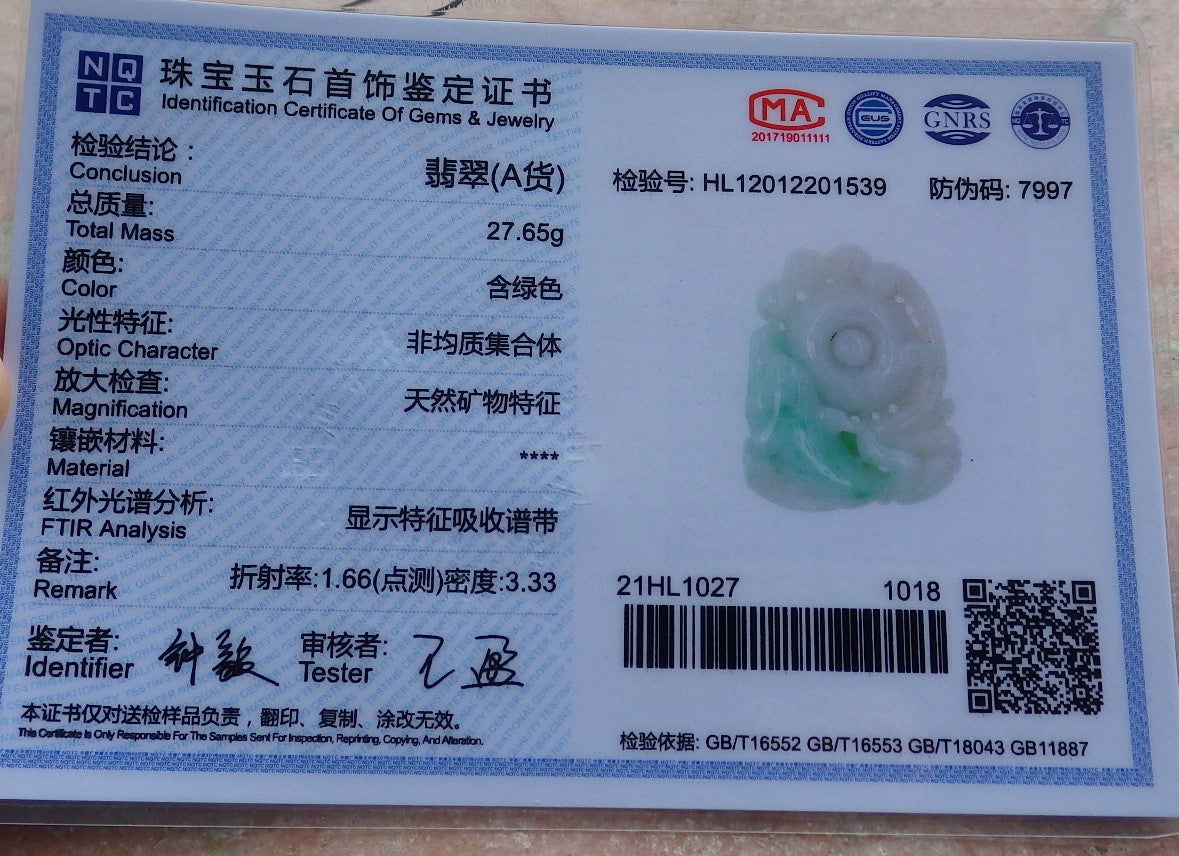 NQ
TC
珠宝玉石首饰鉴定证书
Identification Certificate Of Gems & Jewelry
检验结论：
Conclusion
翡翠(A货)
总质量:
Total Mass
27.65g
颜色:
Color
含绿色
光性特征:
Optic Character
非均质集合体
放大检查:
Magnification
天然矿物特征
镶嵌材料:
Material
****
红外光谱分析:
FTIR Analysis
显示特征吸收谱带
备注:
Remark
折射率:1.66(点测)密度:3.33
鉴定者:
Identifier
审核者:
Tester
本证书仅对送检样品负责，翻印、复制、涂改无效。
This Certificate Is Only Responsible For The Samples Sent For Inspection, Reprinting, Copying, And Alteration.
MA
201719011111
GNRS
检验号: HL12012201539 防伪码: 7997
21HL1027 1018
检验依据: GB/T16552 GB/T16553 GB/T18043 GB11887